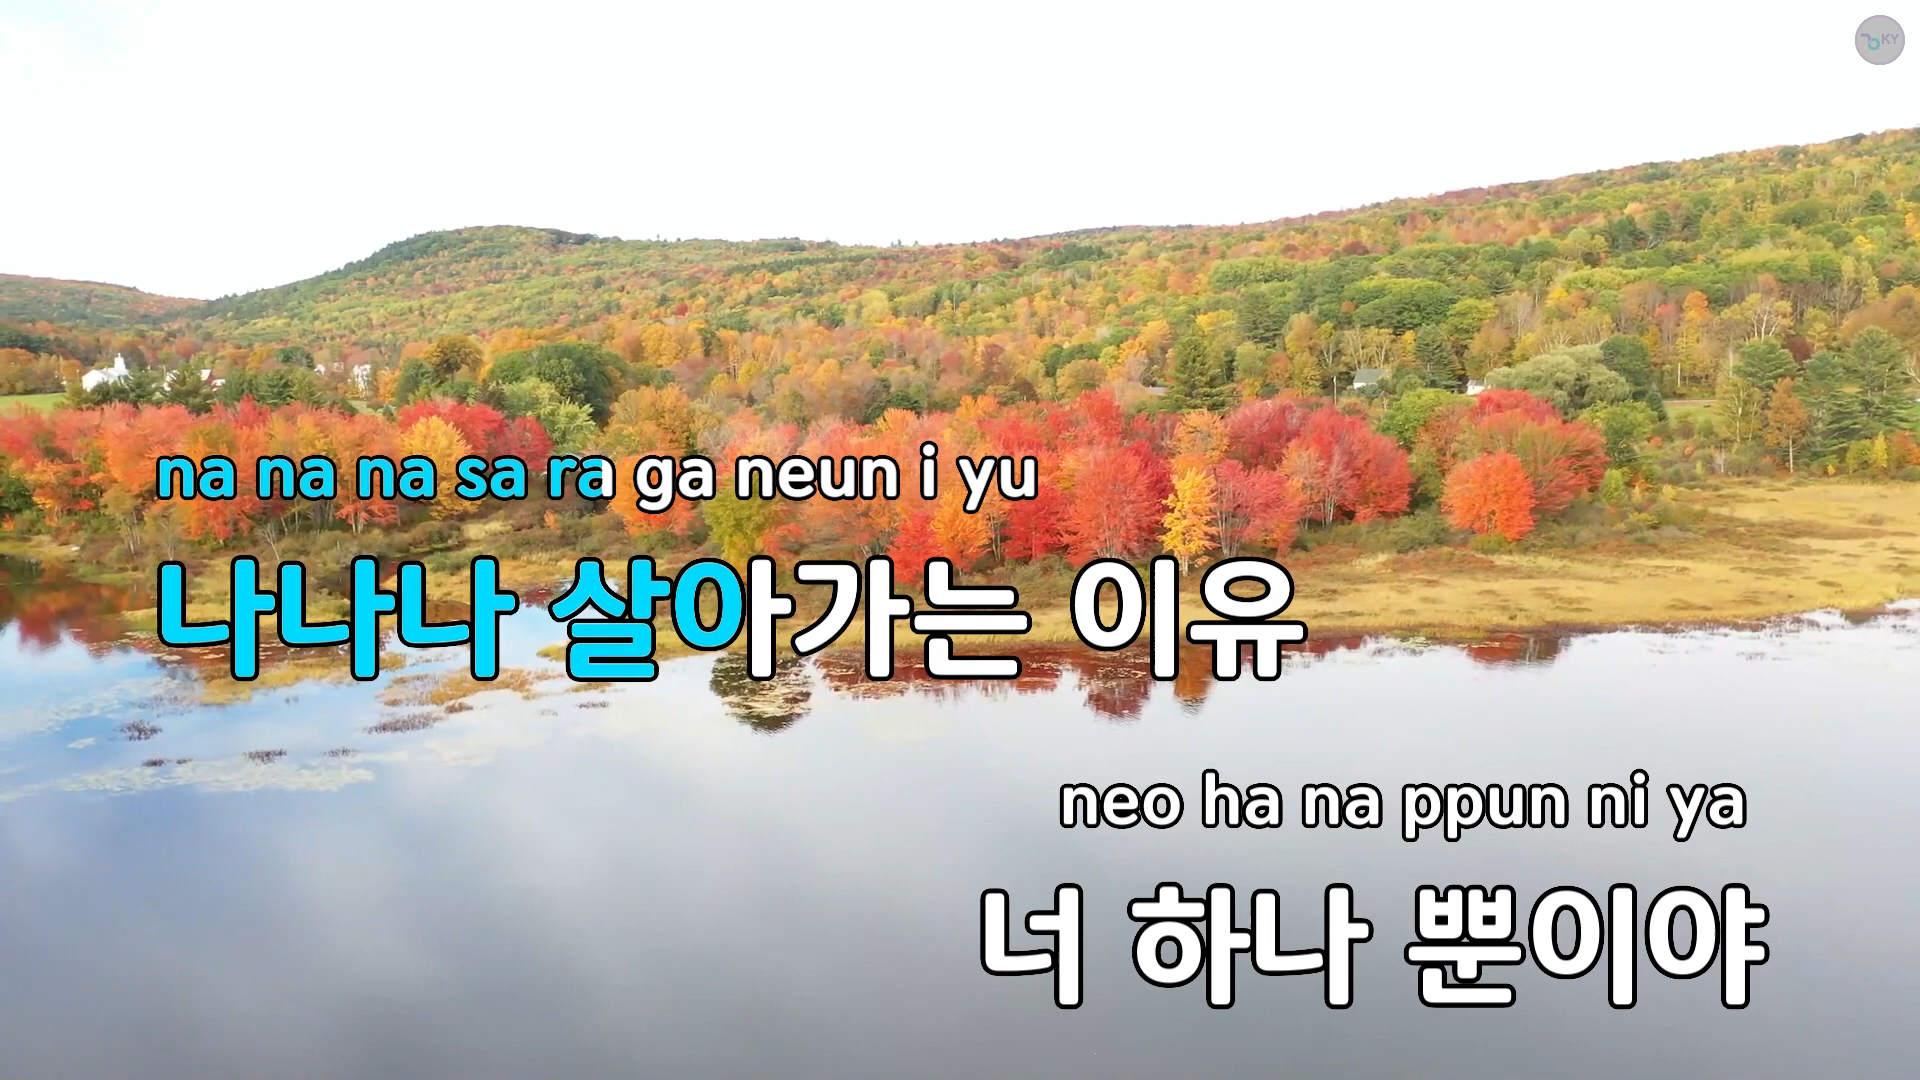 KY
na na na sa ra ga neun i yu
나나나 살아가는 이유
neo ha na ppun ni ya
너 하나 뿐이야